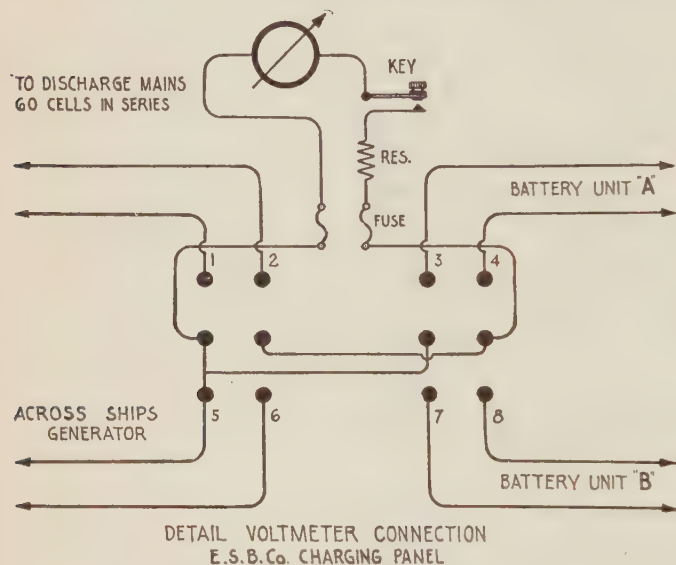 TO DISCHARGE MAINS
60 CELLS IN SERIES
KEY
RES.
FUSE
BATTERY UNIT "A"
1 2 3 4
5 6 7 8
ACROSS SHIPS
GENERATOR
BATTERY UNIT "B"
DETAIL VOLTMETER CONNECTION
E.S.B.Co. CHARGING PANEL